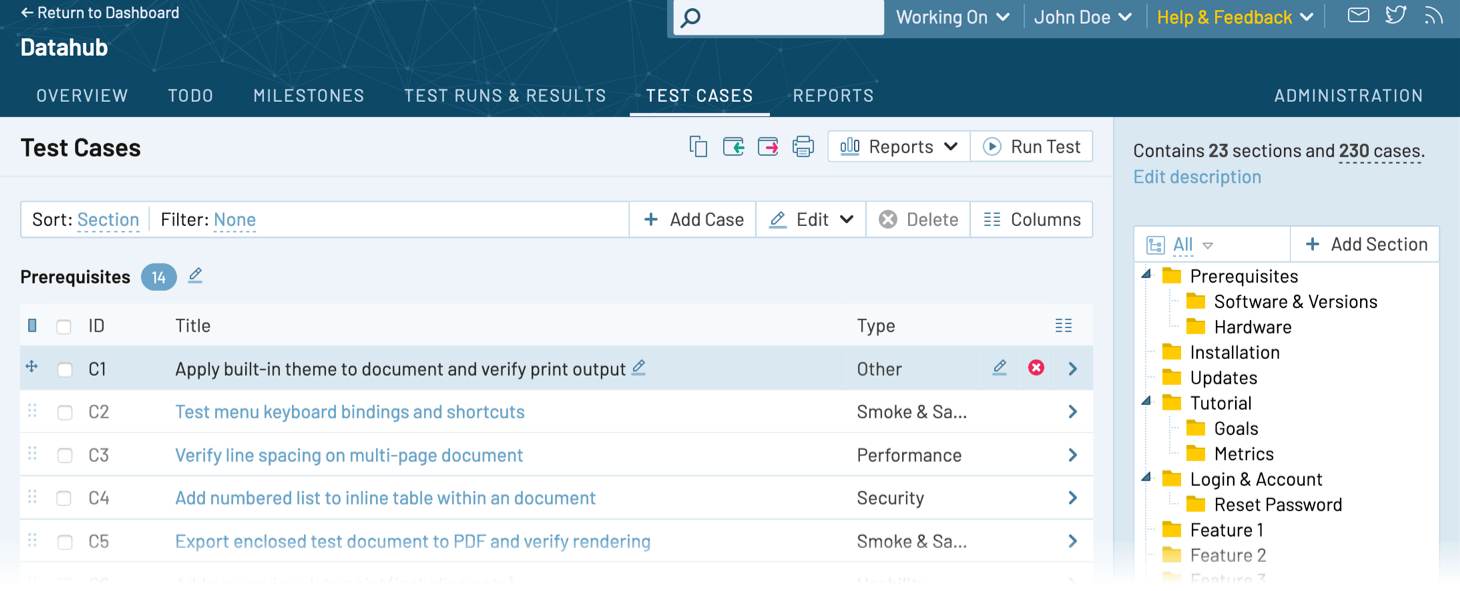 ← Return to Dashboard
Working On
John Doe
Help & Feedback
Datahub
OVERVIEW TODO MILESTONES TEST RUNS & RESULTS TEST CASES REPORTS ADMINISTRATION
Test Cases
Reports
Run Test
Sort: Section
Filter: None
+ Add Case
Edit
Delete
Columns
Prerequisites 14
ID Title Type
C1 Apply built-in theme to document and verify print output Other
C2 Test menu keyboard bindings and shortcuts Smoke & Sa...
C3 Verify line spacing on multi-page document Performance
C4 Add numbered list to inline table within an document Security
C5 Export enclosed test document to PDF and verify rendering Smoke & Sa...
Contains 23 sections and 230 cases.
Edit description
All
+ Add Section
Prerequisites
Software & Versions
Hardware
Installation
Updates
Tutorial
Goals
Metrics
Login & Account
Reset Password
Feature 1
Feature 2
Feature 3